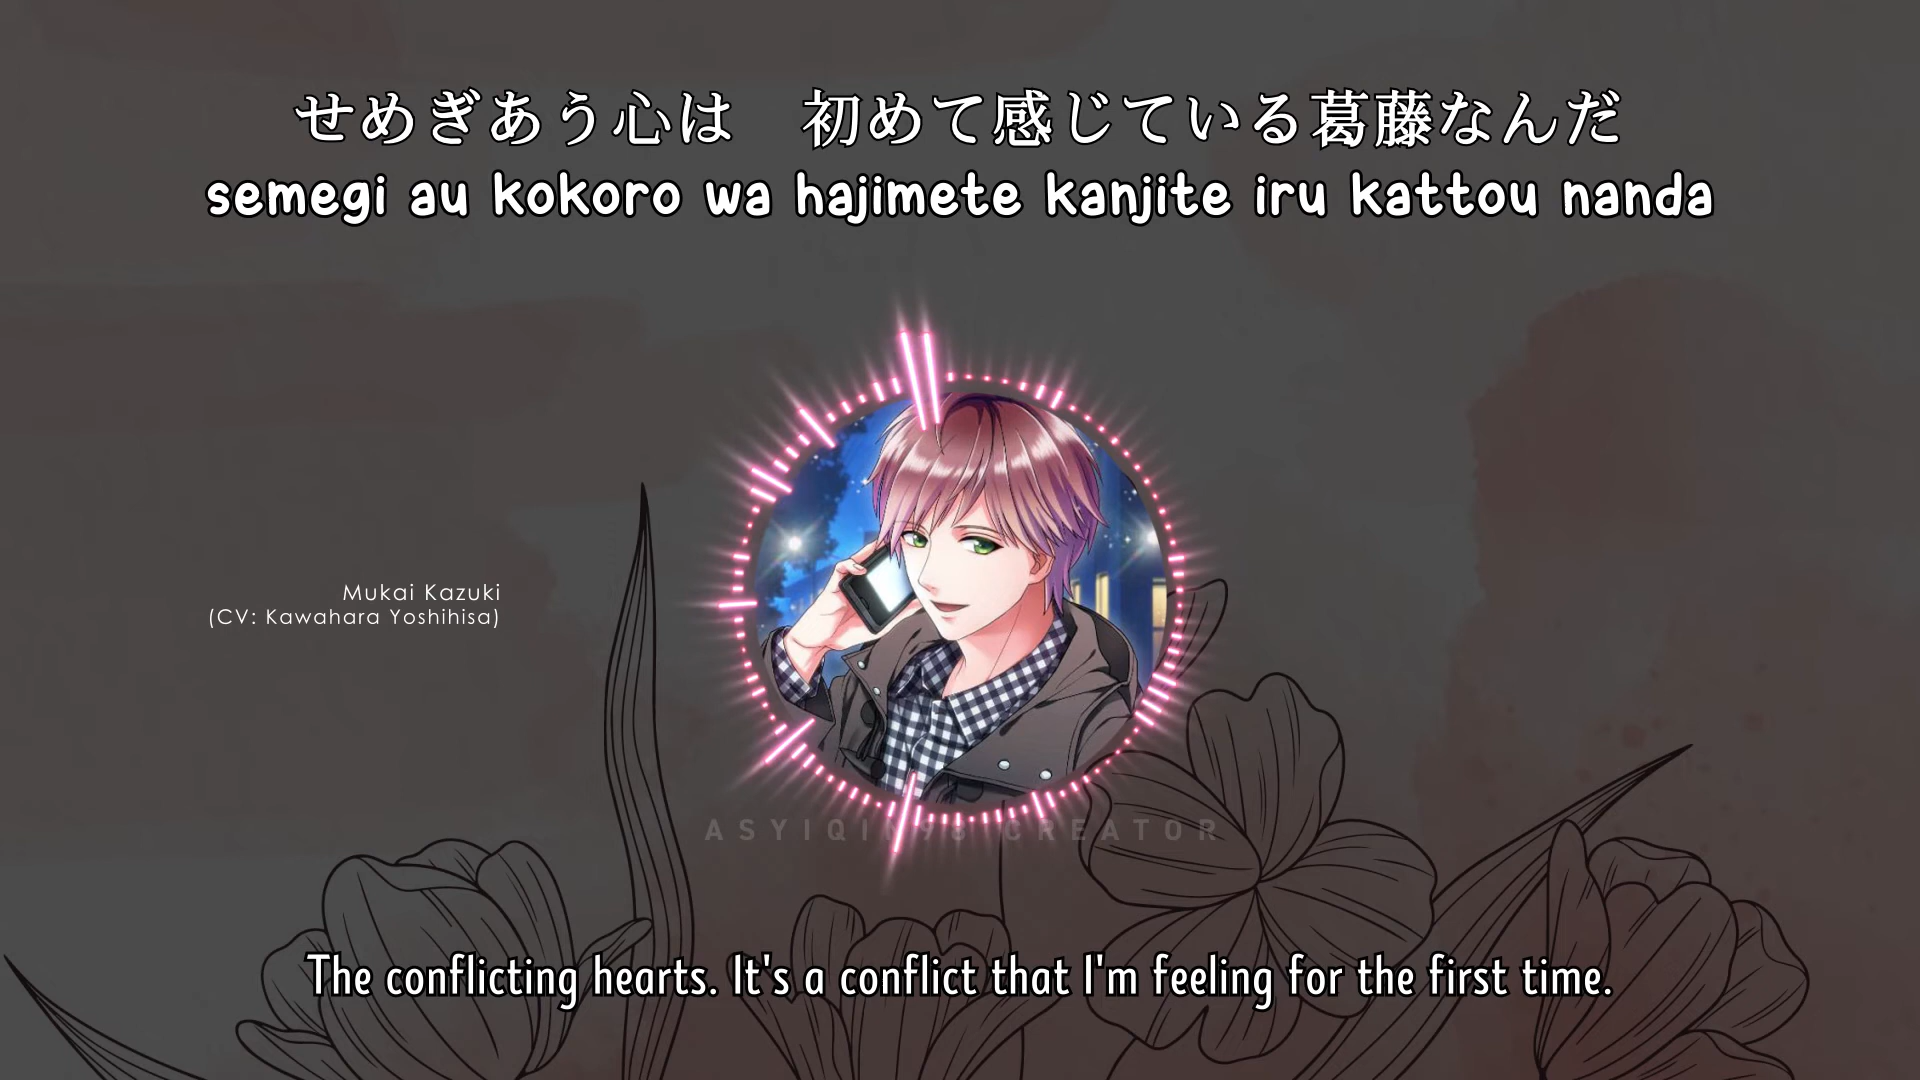 せめぎあう心は　初めて感じている葛藤なんだ
semegi au kokoro wa hajimete kanjite iru kattou nanda
Mukai Kazuki
(CV: Kawahara Yoshihisa)
ASYIQIN98 CREATOR
The conflicting hearts. It's a conflict that I'm feeling for the first time.